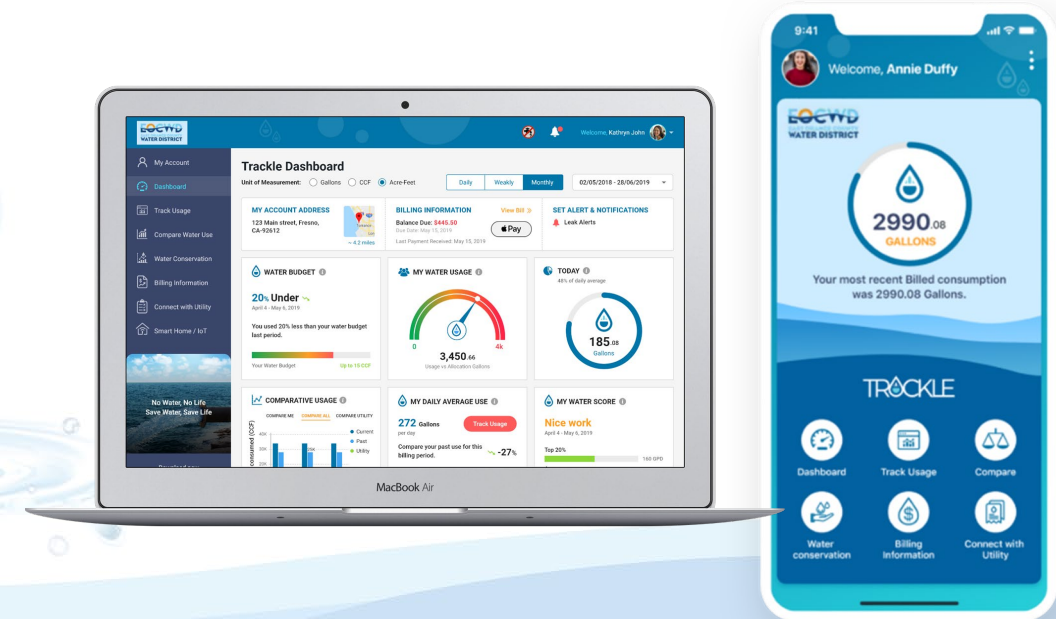 EOCWD
WATER DISTRICT
Welcome, Kathryn John
My Account
Dashboard
Track Usage
Compare Water Use
Water Conservation
Billing Information
Connect with Utility
Smart Home / IoT
No Water, No Life
Save Water, Save Life
Download now
Trackle Dashboard
Unit of Measurement: Gallons CCF Acre-Feet
Daily Weekly Monthly
02/05/2018 - 28/06/2019
MY ACCOUNT ADDRESS
123 Main street, Fresno,
CA-92612
~ 4.2 miles
BILLING INFORMATION
View Bill »
Balance Due: $445.50
Due Date: May 15, 2019
Last Payment Received: May 15, 2019
Pay
SET ALERT & NOTIFICATIONS
Leak Alerts
WATER BUDGET
20% Under
April 4 - May 6, 2019
You used 20% less than your water budget
last period.
Your Water Budget Up to 15 CCF
MY WATER USAGE
0 4k
3,450.66
Usage vs Allocation Gallons
TODAY
48% of daily average
185.08
Gallons
COMPARATIVE USAGE
COMPARE ME COMPARE ALL COMPARE UTILITY
consumed (CCF)
45K
30K
20K
25K
Current
Past
Utility
MY DAILY AVERAGE USE
272 Gallons
per day
Track Usage
Compare your past use for this
billing period.
-27%
MY WATER SCORE
Nice work
April 4 - May 6, 2019
Top 20%
160 GPD
MacBook Air
9:41
Welcome, Annie Duffy
EOCWD
WATER DISTRICT
2990.08
GALLONS
Your most recent Billed consumption
was 2990.08 Gallons.
TRACKLE
Dashboard
Track Usage
Compare
Water
conservation
Billing
Information
Connect with
Utility